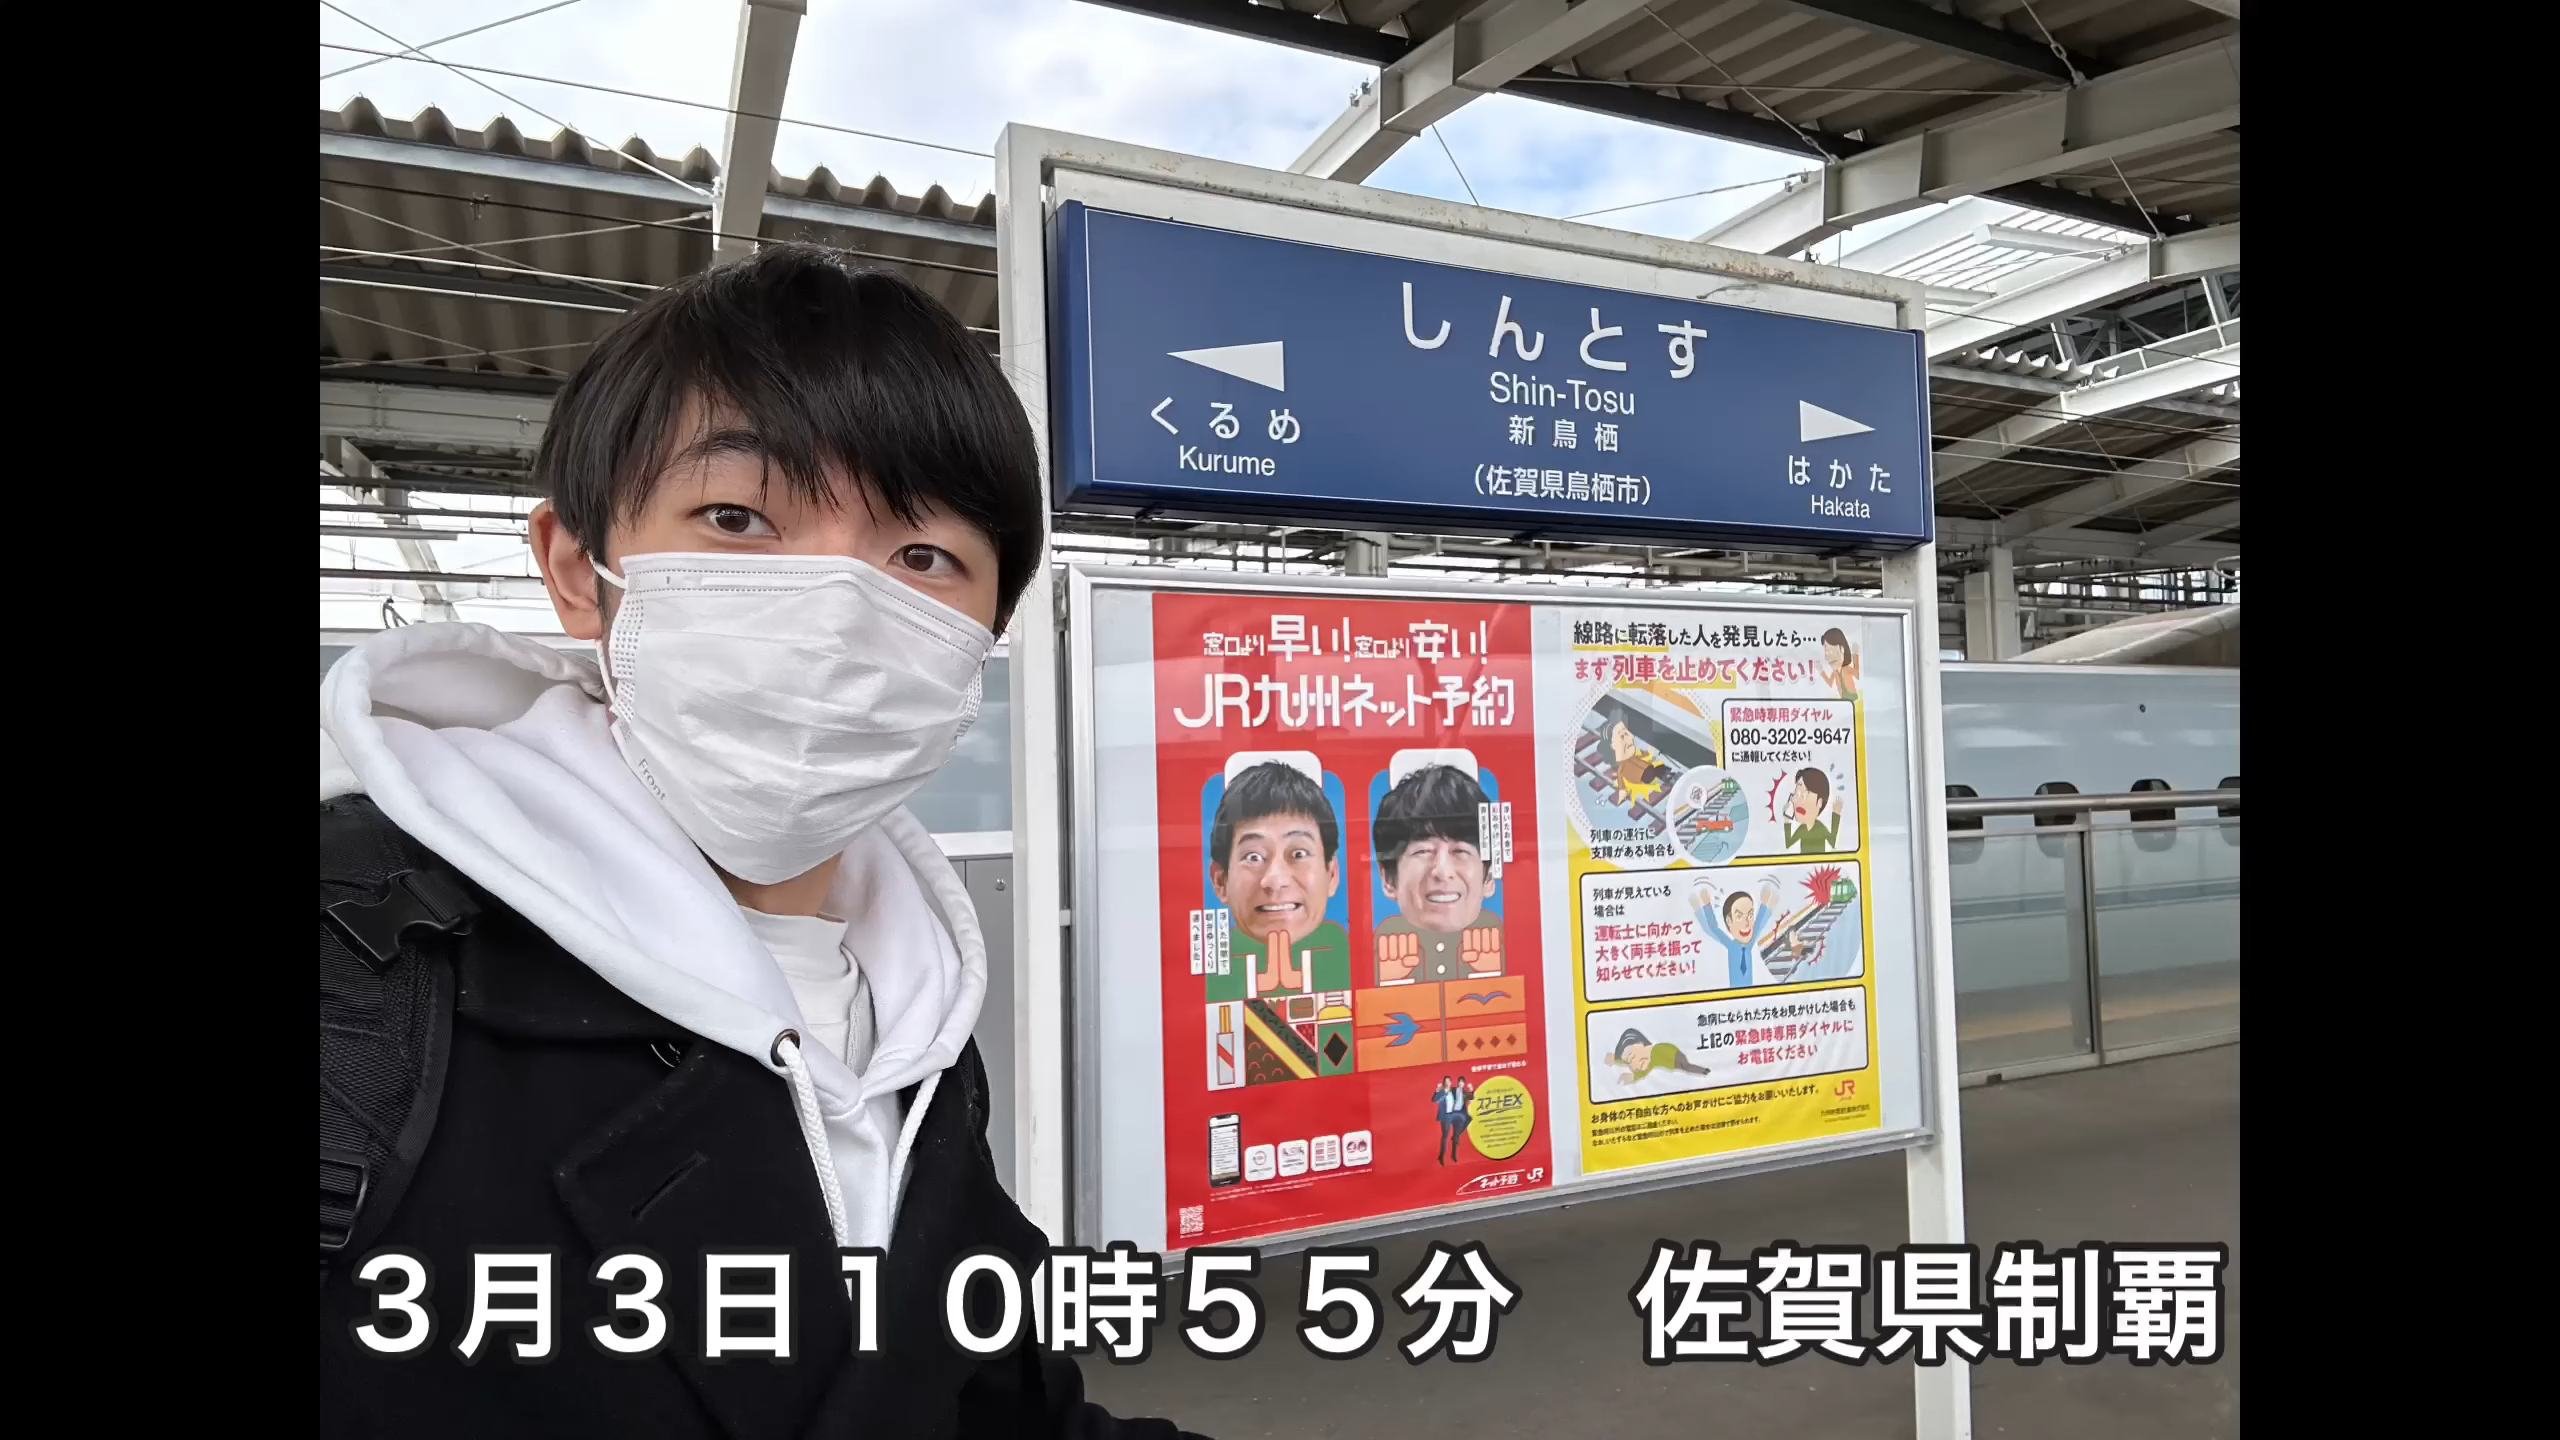 しんとす
Shin-Tosu
新鳥栖
(佐賀県鳥栖市)
くるめ
Kurume
はかた
Hakata
窓口より早い!窓口より安い!
JR九州ネット予約
スマートEX
ネット予約
JR
線路に転落した人を発見したら…
まず列車を止めてください!
緊急時専用ダイヤル
080-3202-9647
に通報してください!
列車の運行に
支障がある場合も
列車が見えている
場合は
運転士に向かって
大きく両手を振って
知らせてください!
急病になられた方をお見かけした場合も
上記の緊急時専用ダイヤルに
お電話ください
お身体の不自由な方へのお声がけにご協力をお願いいたします。
JR
Front
3月3日10時55分 佐賀県制覇